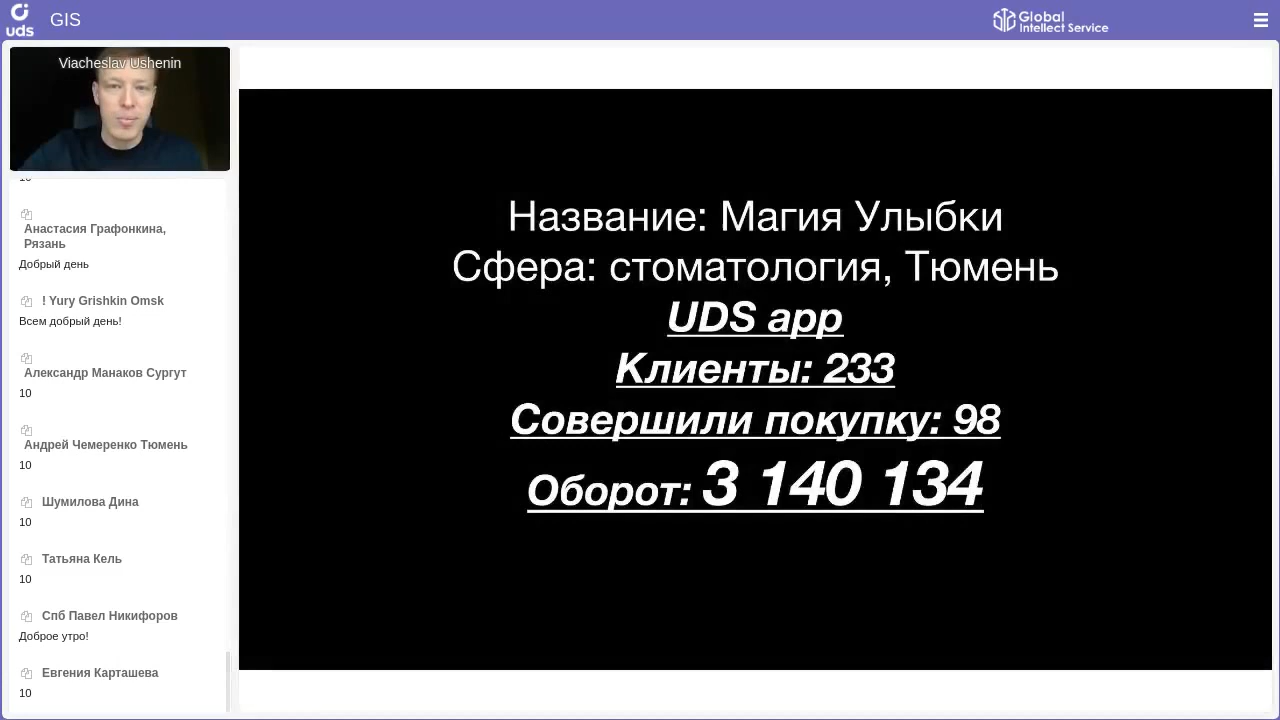 uds
GIS
Global
Intellect Service
Viacheslav Ushenin
Анастасия Графонкина,
Рязань
Добрый день
! Yury Grishkin Omsk
Всем добрый день!
Александр Манаков Сургут
10
Андрей Чемеренко Тюмень
10
Шумилова Дина
10
Татьяна Кель
10
Спб Павел Никифоров
Доброе утро!
Евгения Карташева
10
Название: Магия Улыбки
Сфера: стоматология, Тюмень
UDS app
Клиенты: 233
Совершили покупку: 98
Оборот: 3 140 134